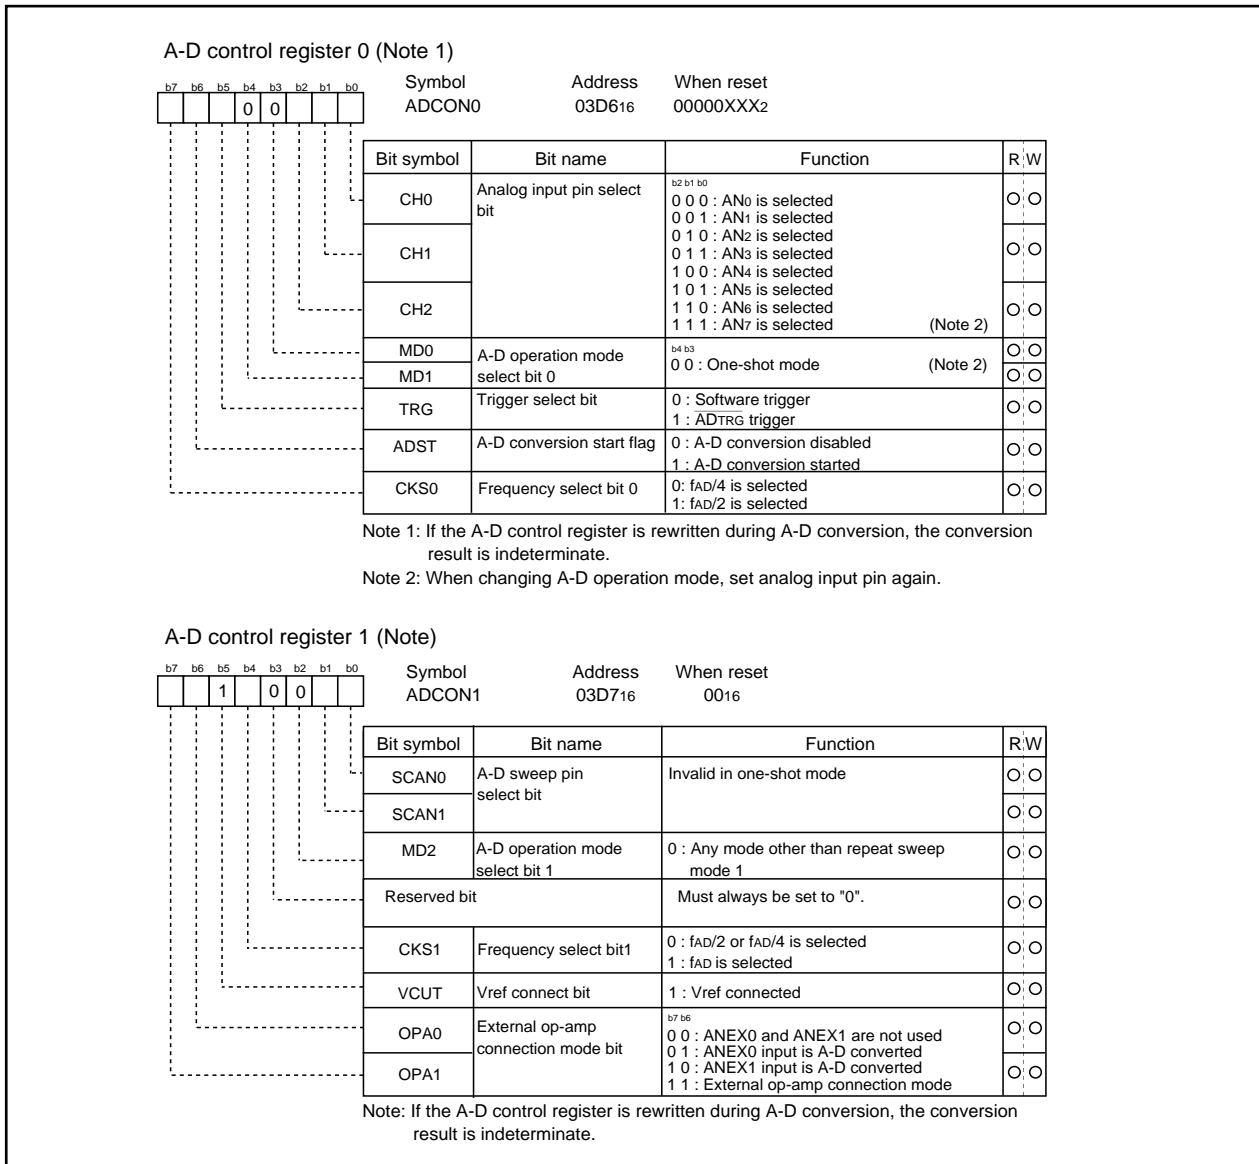 A-D control register 0 (Note 1)
b7 b6 b5 b4 b3 b2 b1 b0
0 0
Symbol Address When reset
ADCON0 03D616 00000XXX2
Bit symbol Bit name Function R W
CH0 Analog input pin select bit
b2 b1 b0
0 0 0 : AN0 is selected
0 0 1 : AN1 is selected
0 1 0 : AN2 is selected
CH1
0 1 1 : AN3 is selected
1 0 0 : AN4 is selected
1 0 1 : AN5 is selected
CH2
1 1 0 : AN6 is selected
1 1 1 : AN7 is selected (Note 2)
MD0
MD1
A-D operation mode
select bit 0
b4 b3
0 0 : One-shot mode (Note 2)
TRG Trigger select bit
0 : Software trigger
1 : ADTRG trigger
ADST A-D conversion start flag
0 : A-D conversion disabled
1 : A-D conversion started
CKS0 Frequency select bit 0
0: fAD/4 is selected
1: fAD/2 is selected
Note 1: If the A-D control register is rewritten during A-D conversion, the conversion
result is indeterminate.
Note 2: When changing A-D operation mode, set analog input pin again.
A-D control register 1 (Note)
b7 b6 b5 b4 b3 b2 b1 b0
1 0 0
Symbol Address When reset
ADCON1 03D716 0016
Bit symbol Bit name Function R W
SCAN0
SCAN1
A-D sweep pin
select bit
Invalid in one-shot mode
MD2
A-D operation mode
select bit 1
0 : Any mode other than repeat sweep
mode 1
Reserved bit Must always be set to "0".
CKS1 Frequency select bit1
0 : fAD/2 or fAD/4 is selected
1 : fAD is selected
VCUT Vref connect bit 1 : Vref connected
OPA0
OPA1
External op-amp
connection mode bit
b7 b6
0 0 : ANEX0 and ANEX1 are not used
0 1 : ANEX0 input is A-D converted
1 0 : ANEX1 input is A-D converted
1 1 : External op-amp connection mode
Note: If the A-D control register is rewritten during A-D conversion, the conversion
result is indeterminate.